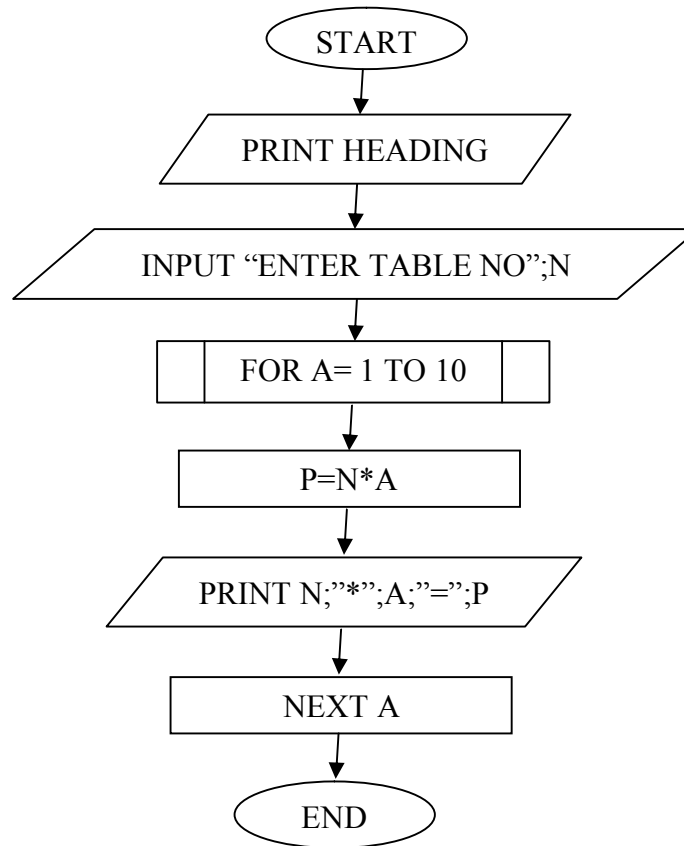 START
PRINT HEADING
INPUT “ENTER TABLE NO”;N
FOR A= 1 TO 10
P=N*A
PRINT N;”*”;A;”=”;P
NEXT A
END